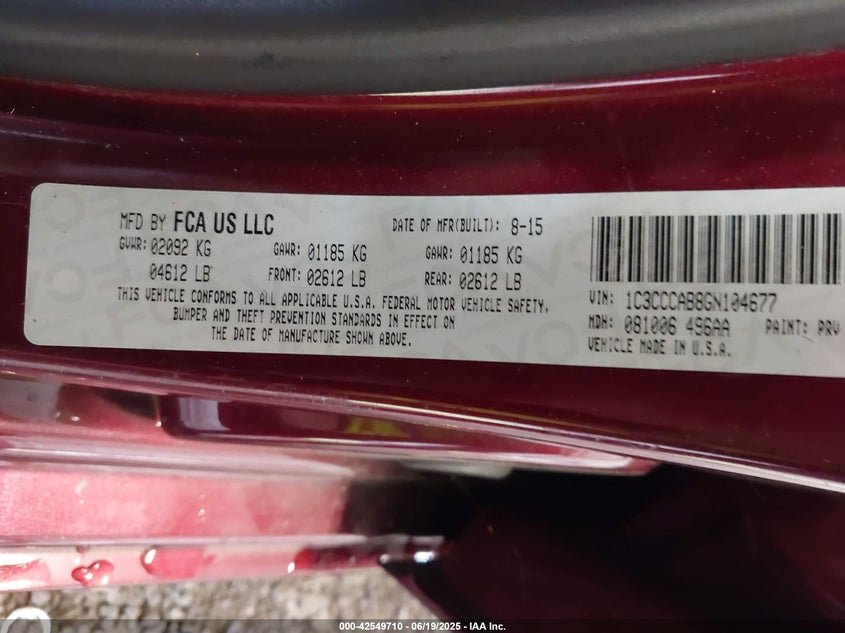 MFD BY FCA US LLC
DATE OF MFR(BUILT): 8-15
GVWR: 02092 KG GAWR: 01185 KG GAWR: 01185 KG
04612 LB FRONT: 02612 LB REAR: 02612 LB
THIS VEHICLE CONFORMS TO ALL APPLICABLE U.S.A. FEDERAL MOTOR VEHICLE SAFETY,
BUMPER AND THEFT PREVENTION STANDARDS IN EFFECT ON
THE DATE OF MANUFACTURE SHOWN ABOVE.
VIN: 1C3CCCAB8GN104677
MDH: 081006 496AA PAINT: PRV
VEHICLE MADE IN U.S.A.
000-42549710 - 06/19/2025 - IAA Inc.